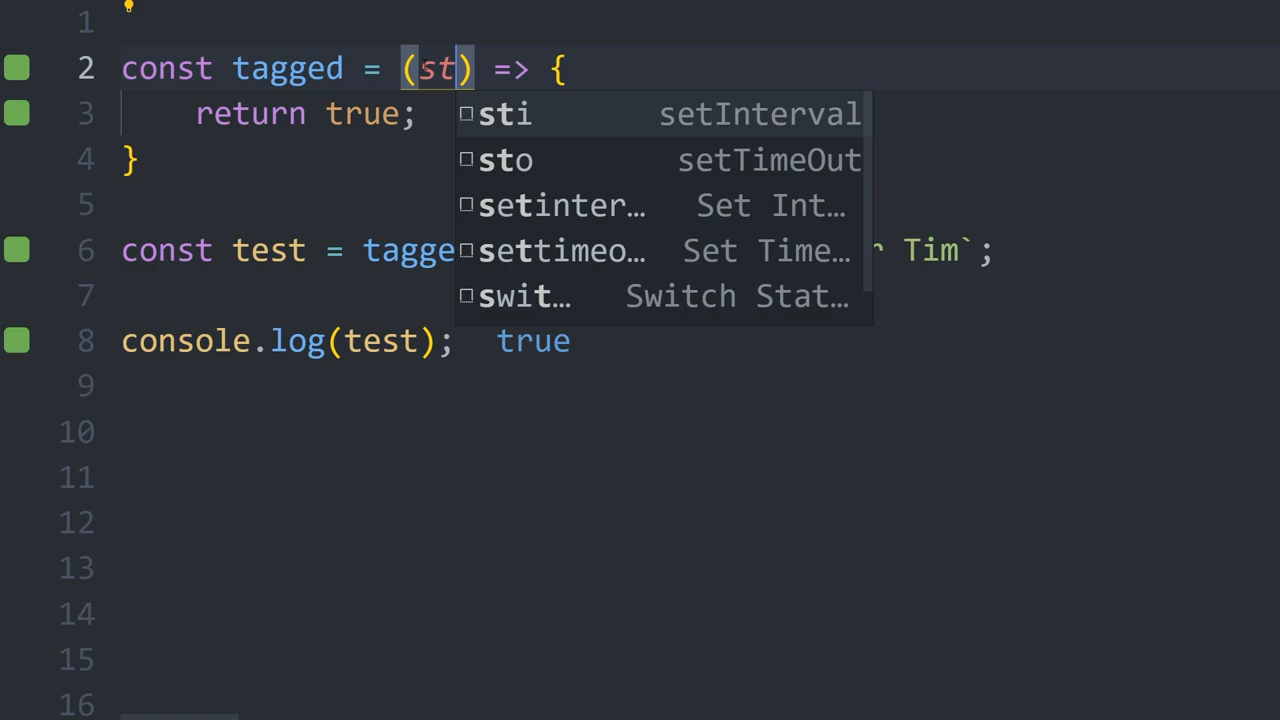 1
2 const tagged = (st) => {
3 return true;
4 }
5
6 const test = tagge Tim`;
7
8 console.log(test); true
9
10
11
12
13
14
15
16
sti setInterval
sto setTimeOut
setinter… Set Int…
settimeo… Set Time…
swit… Switch Stat…